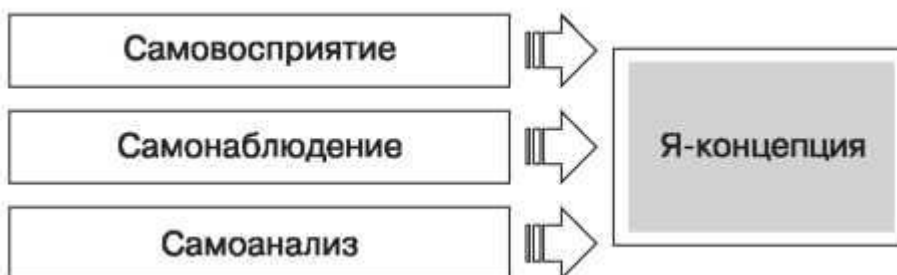 Самовосприятие
Самонаблюдение
Я-концепция
Самоанализ